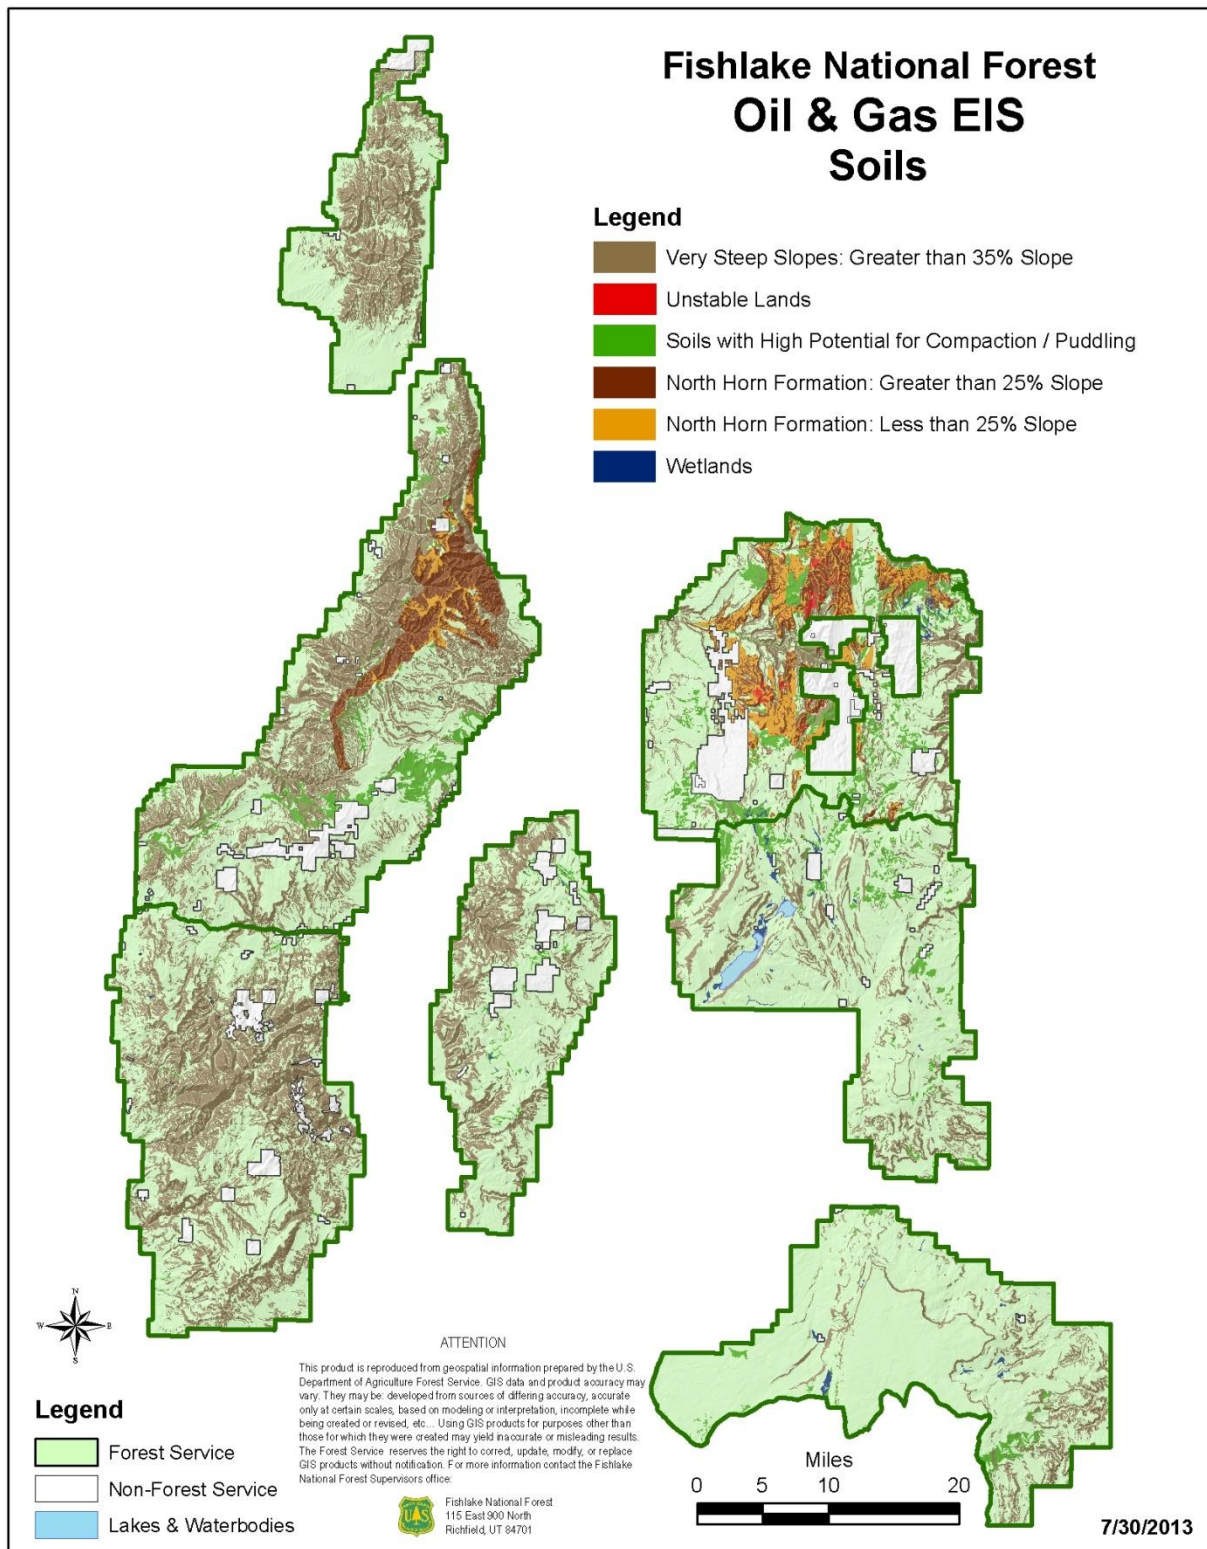 Fishlake National Forest
Oil & Gas EIS
Soils
Legend
Very Steep Slopes: Greater than 35% Slope
Unstable Lands
Soils with High Potential for Compaction / Puddling
North Horn Formation: Greater than 25% Slope
North Horn Formation: Less than 25% Slope
Wetlands
N
W
E
S
ATTENTION
This product is reproduced from geospatial information prepared by the U.S.
Department of Agriculture Forest Service. GIS data and product accuracy may
vary. They may be: developed from sources of differing accuracy, accurate
only at certain scales, based on modeling or interpretation, incomplete while
being created or revised, etc... Using GIS products for purposes other than
those for which they were created may yield inaccurate or misleading results.
The Forest Service reserves the right to correct, update, modify, or replace
GIS products without notification. For more information contact the Fishlake
National Forest Supervisors office:
UAS
Fishlake National Forest
115 East 900 North
Richfield, UT 84701
Legend
Forest Service
Non-Forest Service
Lakes & Waterbodies
Miles
0 5 10 20
7/30/2013